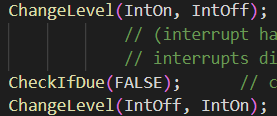 ChangeLevel(IntOn, IntOff);
// (interrupt ha
// interrupts di
CheckIfDue(FALSE); // c
ChangeLevel(IntOff, IntOn);